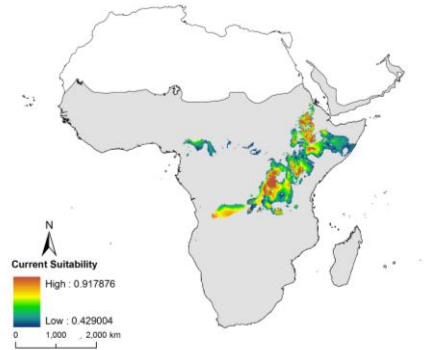 N
Current Suitability
High : 0.917876
Low : 0.429004
0 1,000 2,000 km